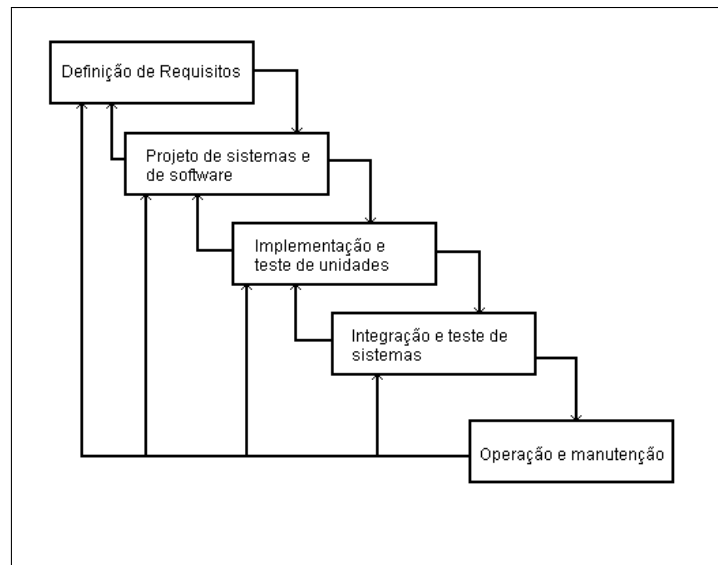 Definição de Requisitos
Projeto de sistemas e
de software
Implementação e
teste de unidades
Integração e teste de
sistemas
Operação e manutenção